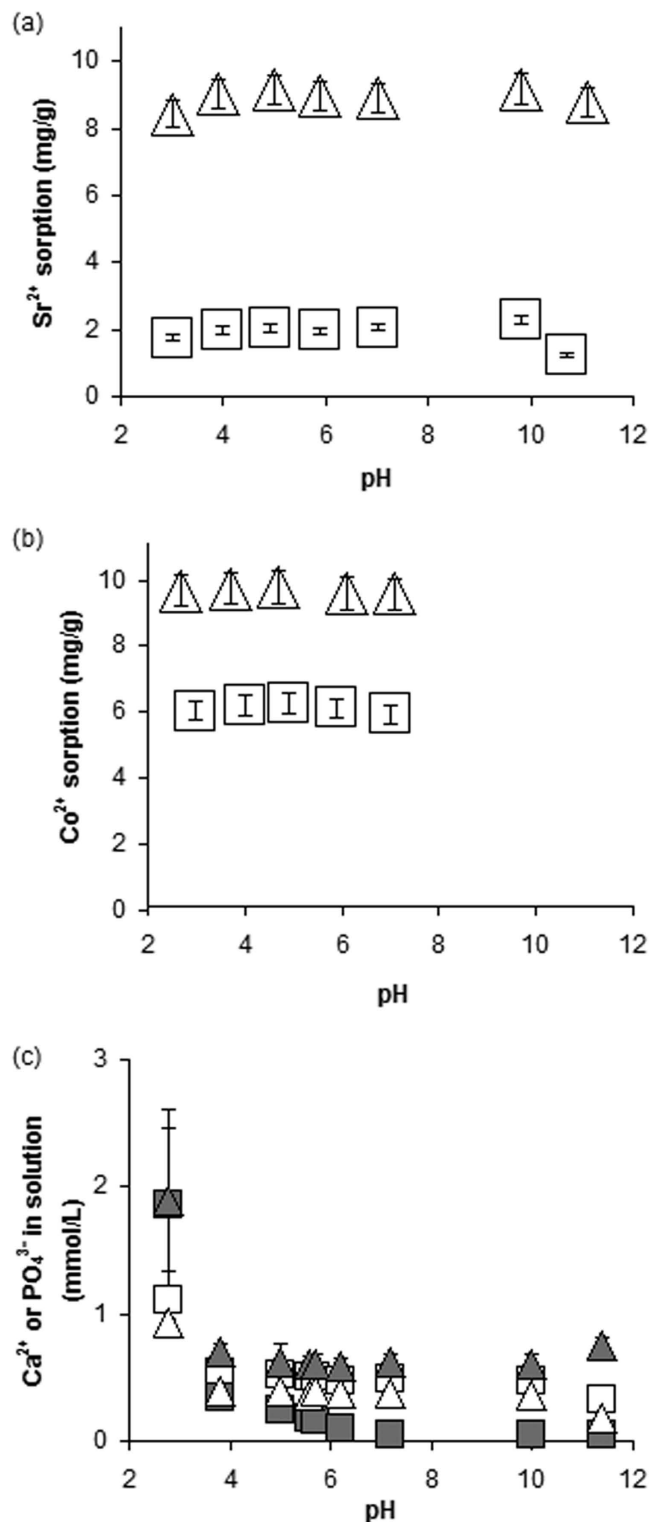 (a)
10
8
6
4
2
0
Sr²⁺ sorption (mg/g)
2 4 6 8 10 12
pH
(b)
10
8
6
4
2
0
Co²⁺ sorption (mg/g)
2 4 6 8 10 12
pH
(c)
3
2
1
0
Ca²⁺ or PO₄³⁻ in solution
(mmol/L)
2 4 6 8 10 12
pH